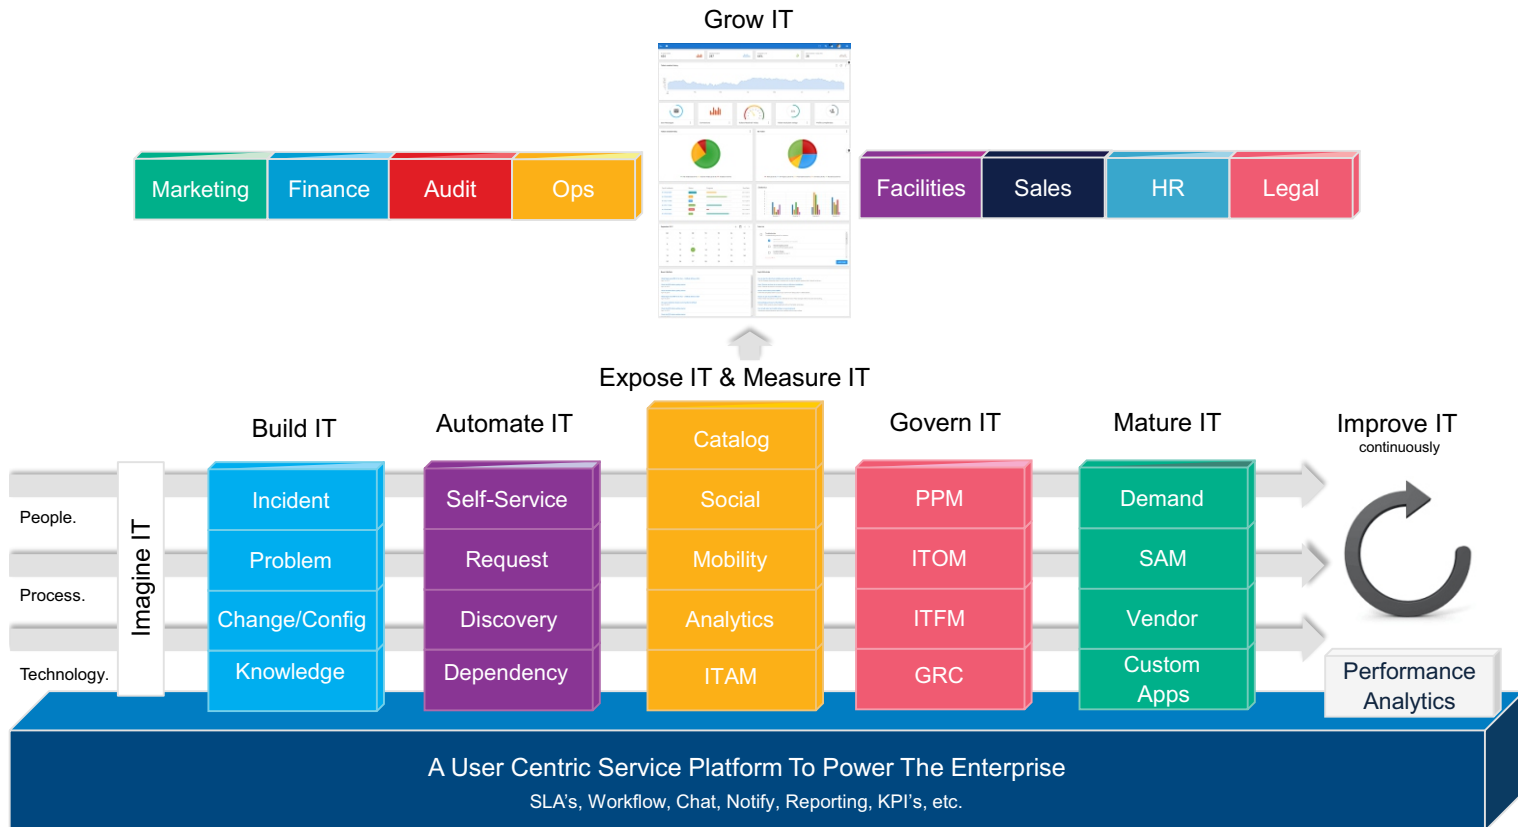 Grow IT
Marketing
Finance
Audit
Ops
Facilities
Sales
HR
Legal
Expose IT & Measure IT
Build IT
Automate IT
Govern IT
Mature IT
Improve IT
continuously
People.
Process.
Technology.
Imagine IT
Incident
Problem
Change/Config
Knowledge
Self-Service
Request
Discovery
Dependency
Catalog
Social
Mobility
Analytics
ITAM
PPM
ITOM
ITFM
GRC
Demand
SAM
Vendor
Custom
Apps
Performance
Analytics
A User Centric Service Platform To Power The Enterprise
SLA's, Workflow, Chat, Notify, Reporting, KPI's, etc.